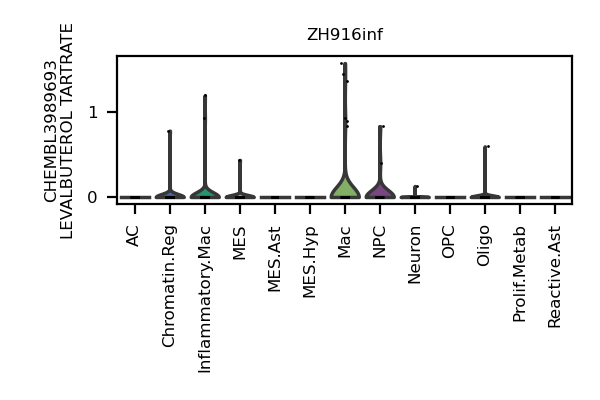 ZH916inf
CHEMBL3989693
LEVALBUTEROL TARTRATE
1
0
AC
Chromatin.Reg
Inflammatory.Mac
MES
MES.Ast
MES.Hyp
Mac
NPC
Neuron
OPC
Oligo
Prolif.Metab
Reactive.Ast